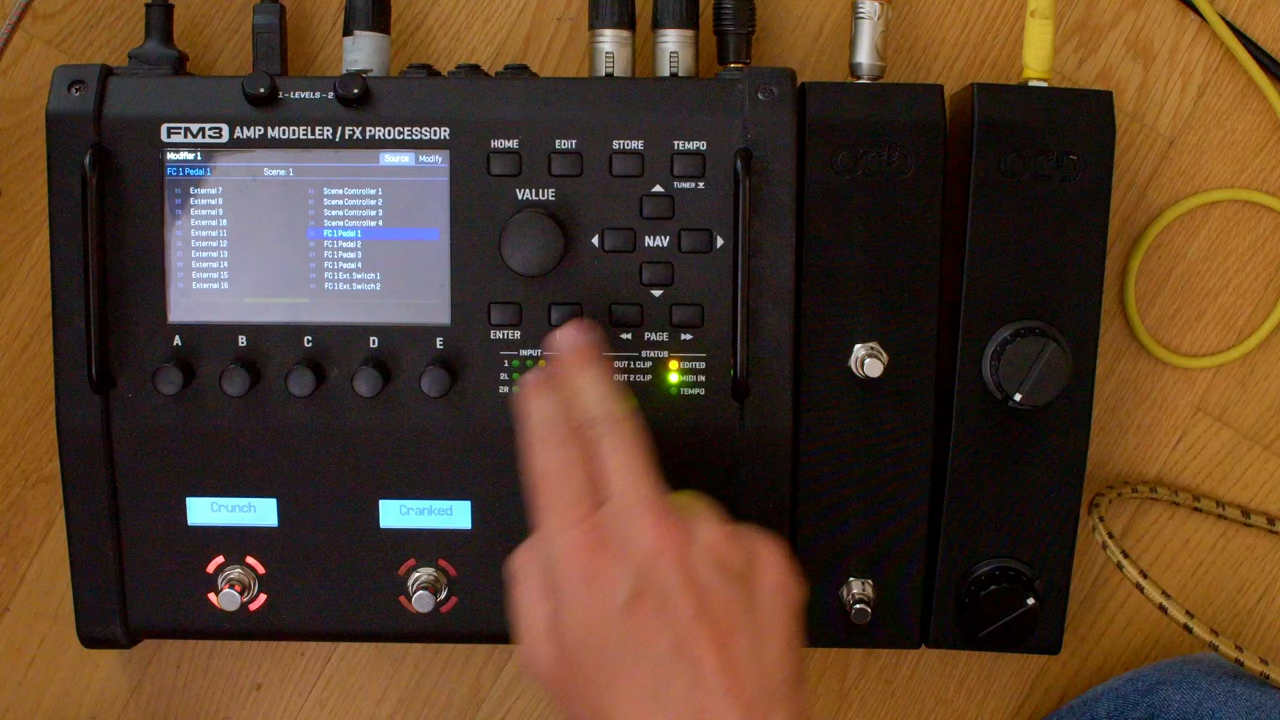 1-LEVELS-2
FM3 AMP MODELER / FX PROCESSOR
HOME EDIT STORE TEMPO
TUNER
Modifier 1 Source Modify
FC 1 Pedal 1 Scene: 1
External 7 Scene Controller 1
External 8 Scene Controller 2
External 9 Scene Controller 3
External 10 Scene Controller 4
External 11 FC 1 Pedal 1
External 12 FC 1 Pedal 2
External 13 FC 1 Pedal 3
External 14 FC 1 Pedal 4
External 15 FC 1 Ext. Switch 1
External 16 FC 1 Ext. Switch 2
VALUE
NAV
ENTER PAGE
A B C D E
INPUT STATUS
1 OUT 1 CLIP EDITED
2L OUT 2 CLIP MIDI IN
2R TEMPO
Crunch Cranked